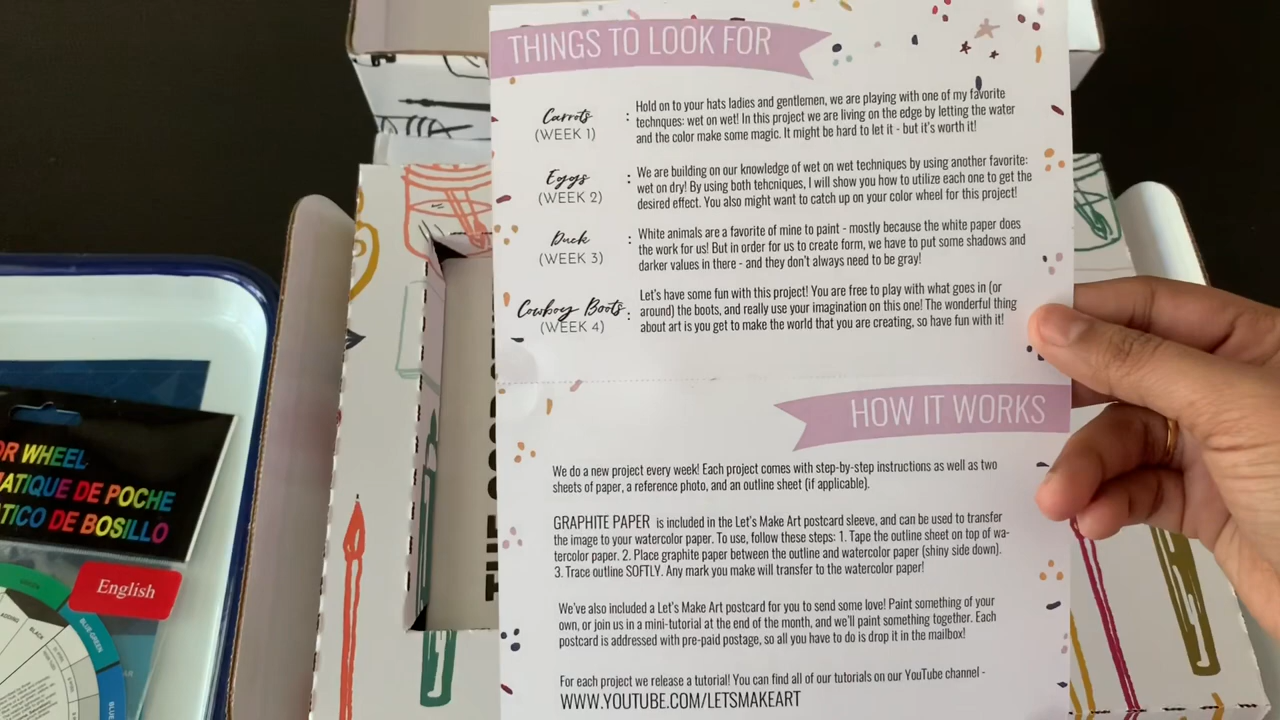 THINGS TO LOOK FOR
Carrots
(WEEK 1)
:
Hold on to your hats ladies and gentlemen, we are playing with one of my favorite
technques: wet on wet! In this project we are living on the edge by letting the water
and the color make some magic. It might be hard to let it - but it's worth it!
Eggs
(WEEK 2)
:
We are building on our knowledge of wet on wet techniques by using another favorite:
wet on dry! By using both tehcniques, I will show you how to utilize each one to get the
desired effect. You also might want to catch up on your color wheel for this project!
Duck
(WEEK 3)
:
White animals are a favorite of mine to paint - mostly because the white paper does
the work for us! But in order for us to create form, we have to put some shadows and
darker values in there - and they don't always need to be gray!
Cowboy Boots
(WEEK 4)
:
Let's have some fun with this project! You are free to play with what goes in (or
around) the boots, and really use your imagination on this one! The wonderful thing
about art is you get to make the world that you are creating, so have fun with it!
HOW IT WORKS
We do a new project every week! Each project comes with step-by-step instructions as well as two
sheets of paper, a reference photo, and an outline sheet (if applicable).
GRAPHITE PAPER is included in the Let's Make Art postcard sleeve, and can be used to transfer
the image to your watercolor paper. To use, follow these steps: 1. Tape the outline sheet on top of wa-
tercolor paper. 2. Place graphite paper between the outline and watercolor paper (shiny side down).
3. Trace outline SOFTLY. Any mark you make will transfer to the watercolor paper!
We've also included a Let's Make Art postcard for you to send some love! Paint something of your
own, or join us in a mini-tutorial at the end of the month, and we'll paint something together. Each
postcard is addressed with pre-paid postage, so all you have to do is drop it in the mailbox!
For each project we release a tutorial! You can find all of our tutorials on our YouTube channel -
WWW.YOUTUBE.COM/LETSMAKEART
OR WHEEL
ATIQUE DE POCHE
TICO DE BOSILLO
English
GREEN
BLUE-GREEN
ADDING
BLACK
THE